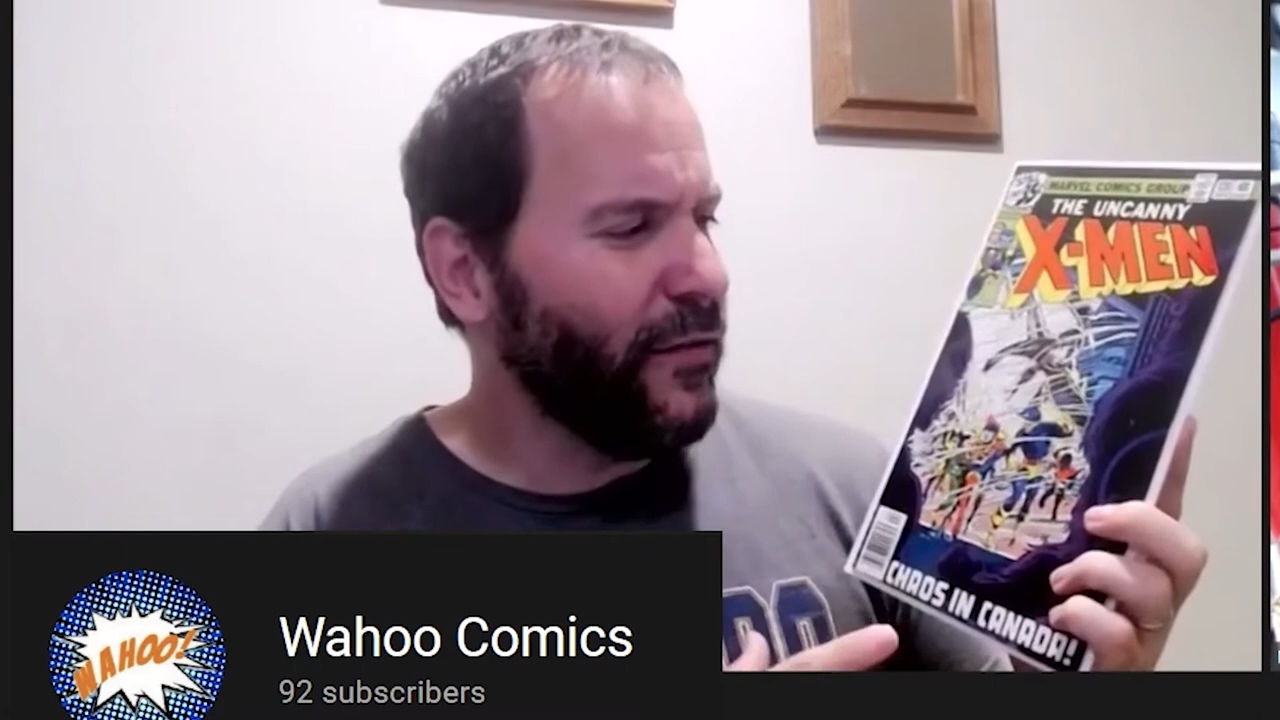 MARVEL COMICS GROUP
THE UNCANNY
X-MEN
CHAOS IN CANADA!
WAHOO!
Wahoo Comics
92 subscribers